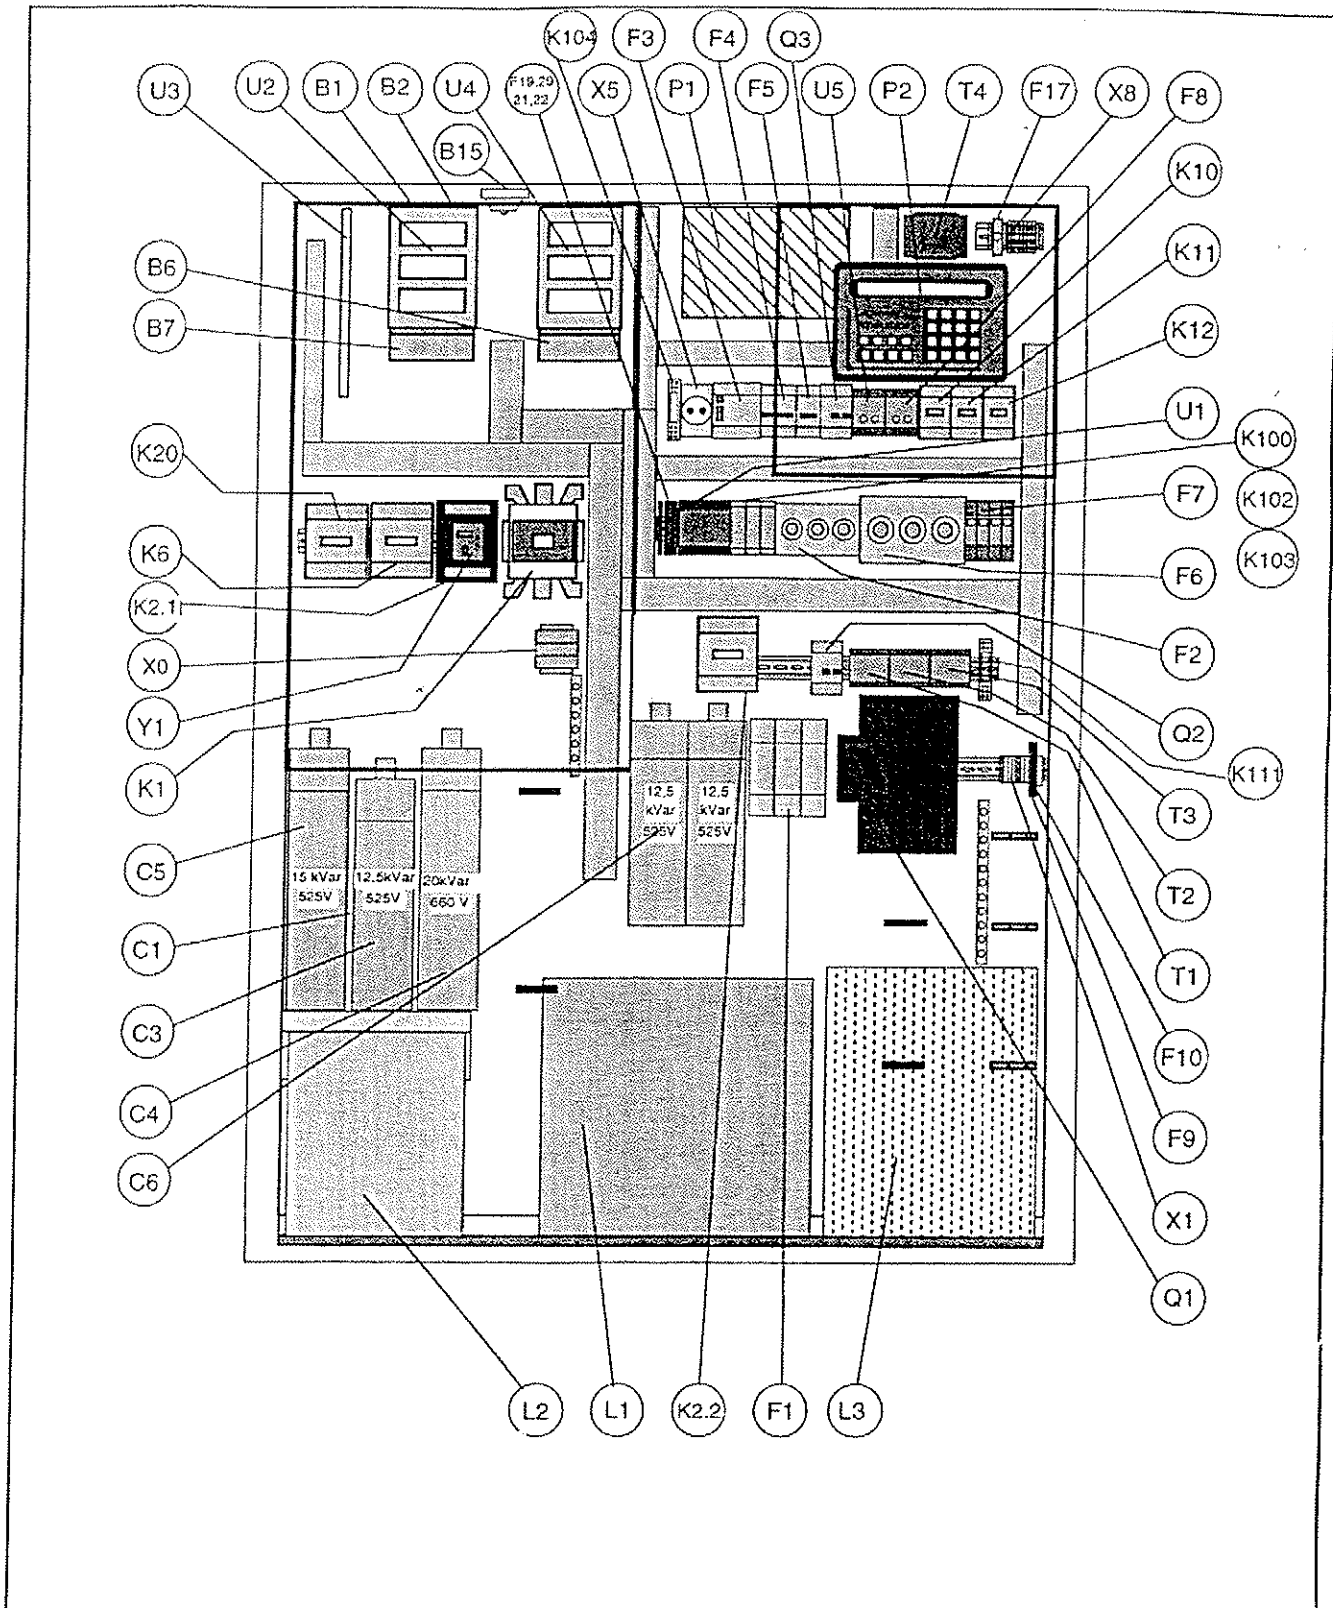 K104
F3
F4
Q3
U3
U2
B1
B2
U4
F19,29
21,22
X5
P1
F5
U5
P2
T4
F17
X8
F8
B15
K10
B6
K11
B7
K12
U1
K20
K100
F7
K102
K6
F6
K103
K2.1
X0
F2
Y1
Q2
K1
K111
T3
12,5
kVar
525V
12,5
kVar
525V
C5
15 kVar
525V
12,5kVar
525V
20kVar
660 V
T2
C1
T1
C3
F10
C4
F9
C6
X1
Q1
L2
L1
K2.2
F1
L3